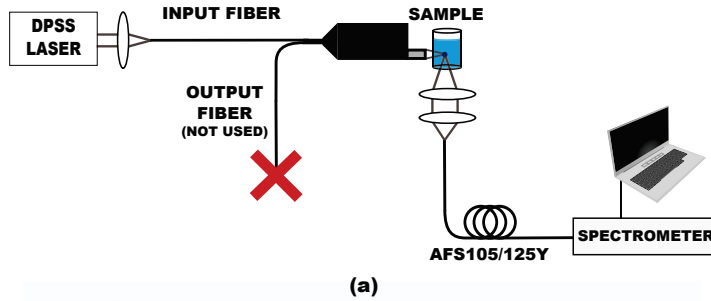 DPSS
LASER
INPUT FIBER
SAMPLE
OUTPUT
FIBER
(NOT USED)
AFS105/125Y
SPECTROMETER
(a)